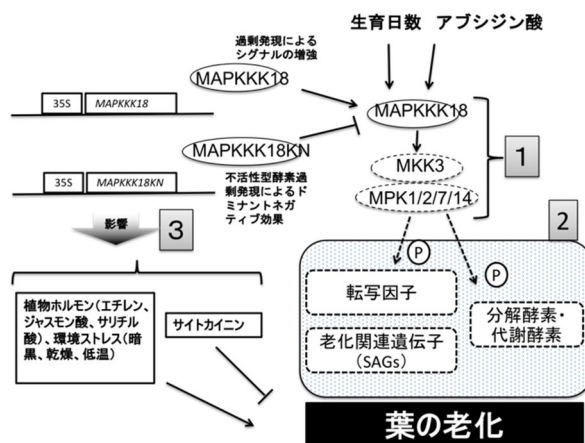 過剰発現による
シグナルの増強
生育日数 アブシジン酸
MAPKKK18
35S MAPKKK18
MAPKKK18
MAPKKK18KN
MKK3
1
35S MAPKKK18KN
不活性型酵素過
剰発現によるド
ミナントネガ
ティブ効果
MPK1/2/7/14
影響
3
2
P
P
植物ホルモン(エチレン、
ジャスモン酸、サリチル
酸)、環境ストレス(暗
黒、乾燥、低温)
サイトカイニン
転写因子
分解酵素・
代謝酵素
老化関連遺伝子
(SAGs)
葉の老化